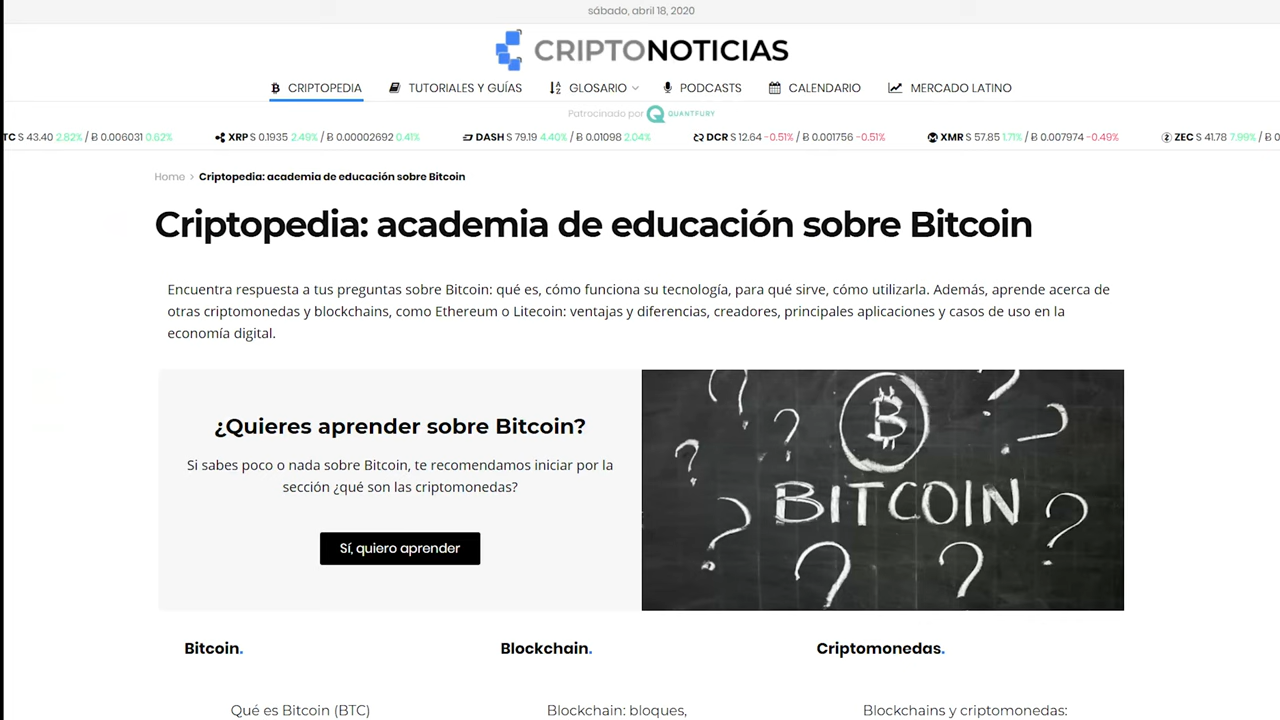 sábado, abril 18, 2020
CRIPTONOTICIAS
CRIPTOPEDIA TUTORIALES Y GUÍAS GLOSARIO PODCASTS CALENDARIO MERCADO LATINO
Patrocinado por QUANTFURY
TC $ 43.40 2.82% / Ƀ 0.006031 0.62% XRP $ 0.1935 2.49% / Ƀ 0.00002692 0.41% DASH $ 79.19 4.40% / Ƀ 0.01098 2.04% DCR $ 12.64 -0.51% / Ƀ 0.001756 -0.51% XMR $ 57.85 1.71% / Ƀ 0.007974 -0.49% ZEC $ 41.78 7.99% / Ƀ 0
Home > Criptopedia: academia de educación sobre Bitcoin
Criptopedia: academia de educación sobre Bitcoin
Encuentra respuesta a tus preguntas sobre Bitcoin: qué es, cómo funciona su tecnología, para qué sirve, cómo utilizarla. Además, aprende acerca de
otras criptomonedas y blockchains, como Ethereum o Litecoin: ventajas y diferencias, creadores, principales aplicaciones y casos de uso en la
economía digital.
¿Quieres aprender sobre Bitcoin?
Si sabes poco o nada sobre Bitcoin, te recomendamos iniciar por la
sección ¿qué son las criptomonedas?
Sí, quiero aprender
BITCOIN
Bitcoin. Blockchain. Criptomonedas.
Qué es Bitcoin (BTC) Blockchain: bloques, Blockchains y criptomonedas: